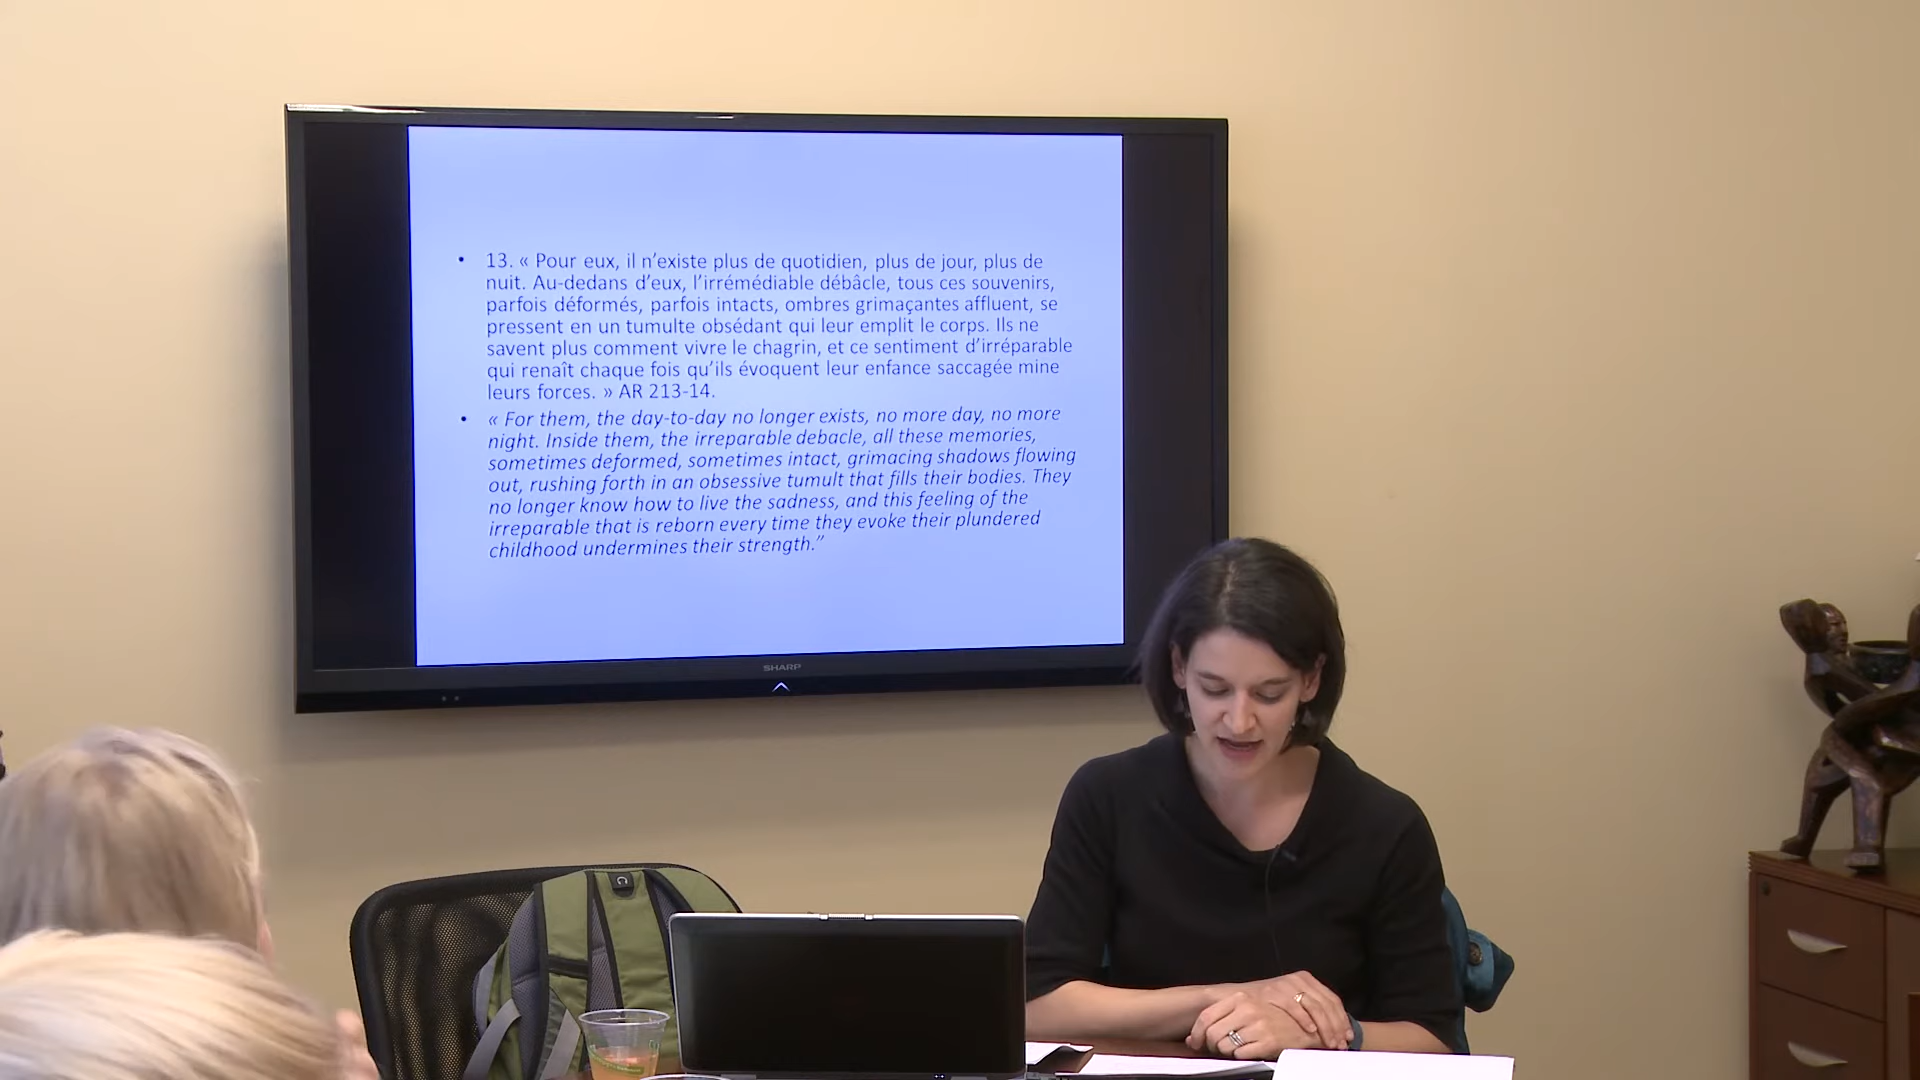 • 13. « Pour eux, il n’existe plus de quotidien, plus de jour, plus de
nuit. Au-dedans d’eux, l’irrémédiable débâcle, tous ces souvenirs,
parfois déformés, parfois intacts, ombres grimaçantes affluent, se
pressent en un tumulte obsédant qui leur emplit le corps. Ils ne
savent plus comment vivre le chagrin, et ce sentiment d’irréparable
qui renaît chaque fois qu’ils évoquent leur enfance saccagée mine
leurs forces. » AR 213-14.
• « For them, the day-to-day no longer exists, no more day, no more
night. Inside them, the irreparable debacle, all these memories,
sometimes deformed, sometimes intact, grimacing shadows flowing
out, rushing forth in an obsessive tumult that fills their bodies. They
no longer know how to live the sadness, and this feeling of the
irreparable that is reborn every time they evoke their plundered
childhood undermines their strength.”
SHARP